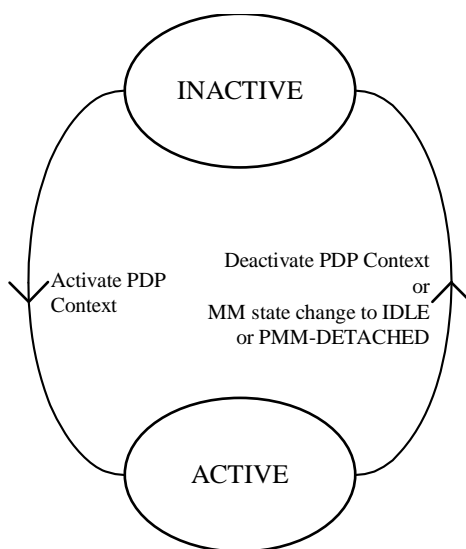 INACTIVE
Activate PDP
Context
Deactivate PDP Context
or
MM state change to IDLE
or PMM-DETACHED
ACTIVE